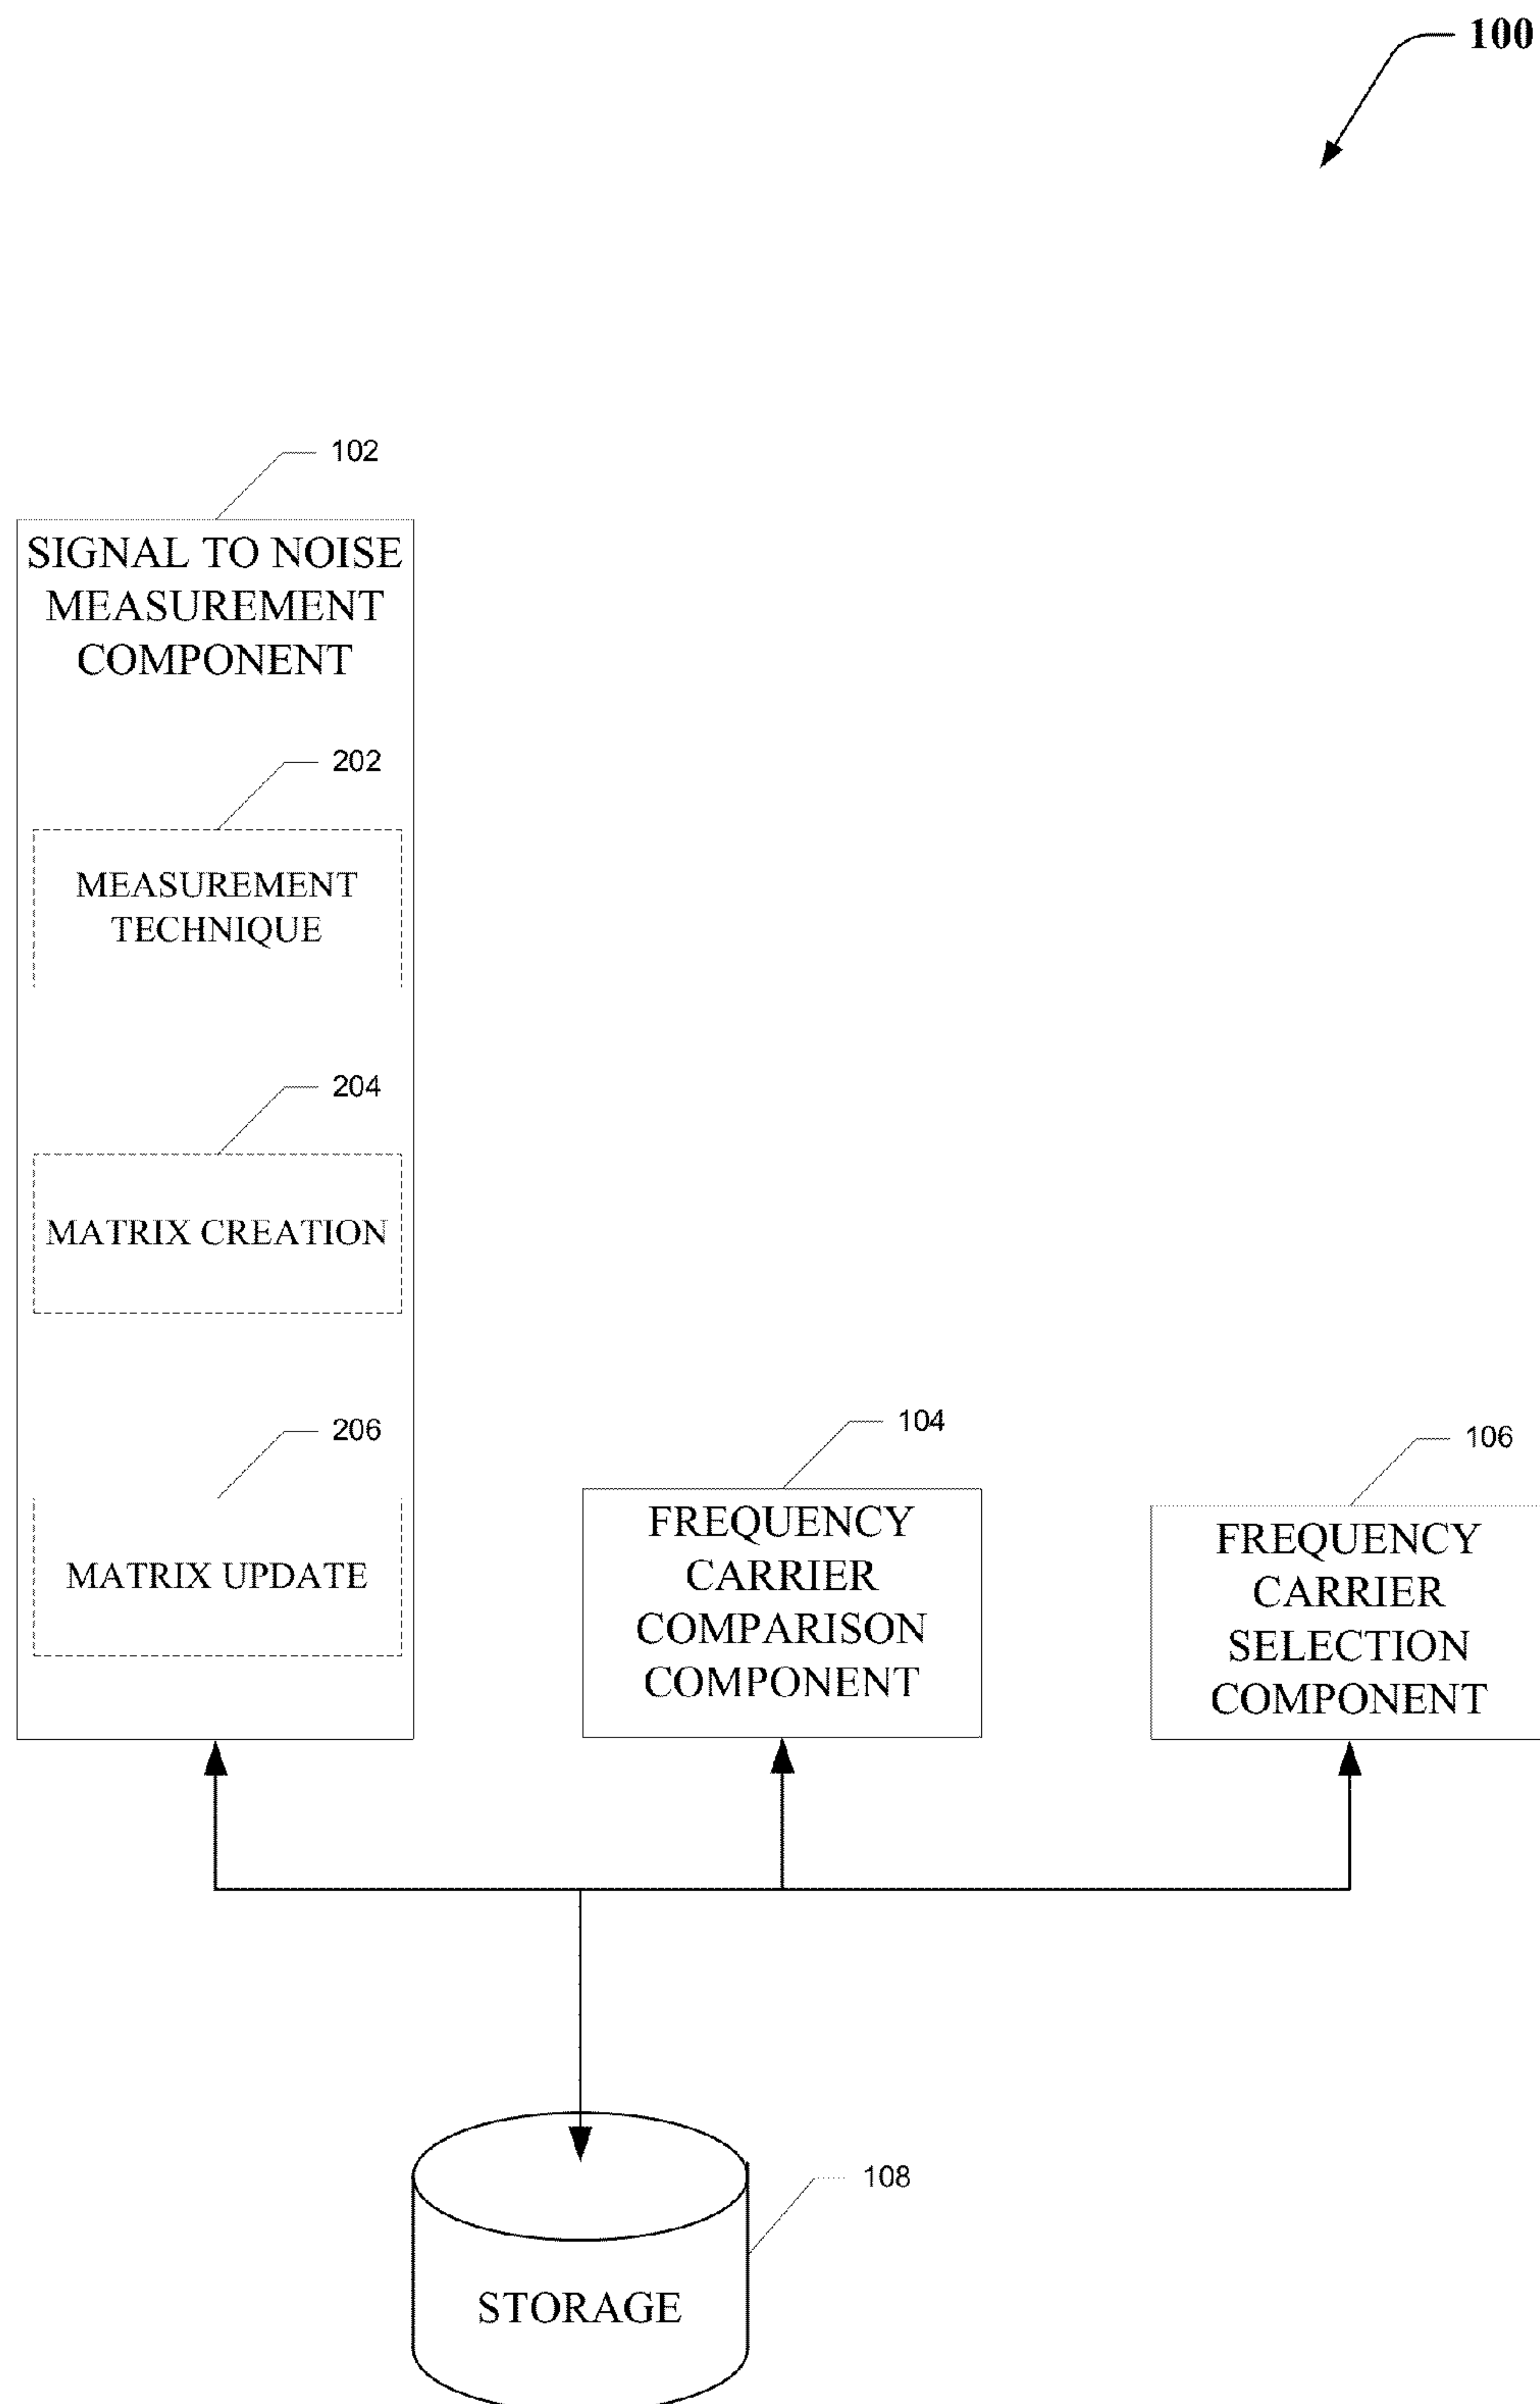 100
102
SIGNAL TO NOISE
MEASUREMENT
COMPONENT
202
MEASUREMENT
TECHNIQUE
204
MATRIX CREATION
206
MATRIX UPDATE
104
FREQUENCY
CARRIER
COMPARISON
COMPONENT
106
FREQUENCY
CARRIER
SELECTION
COMPONENT
108
STORAGE